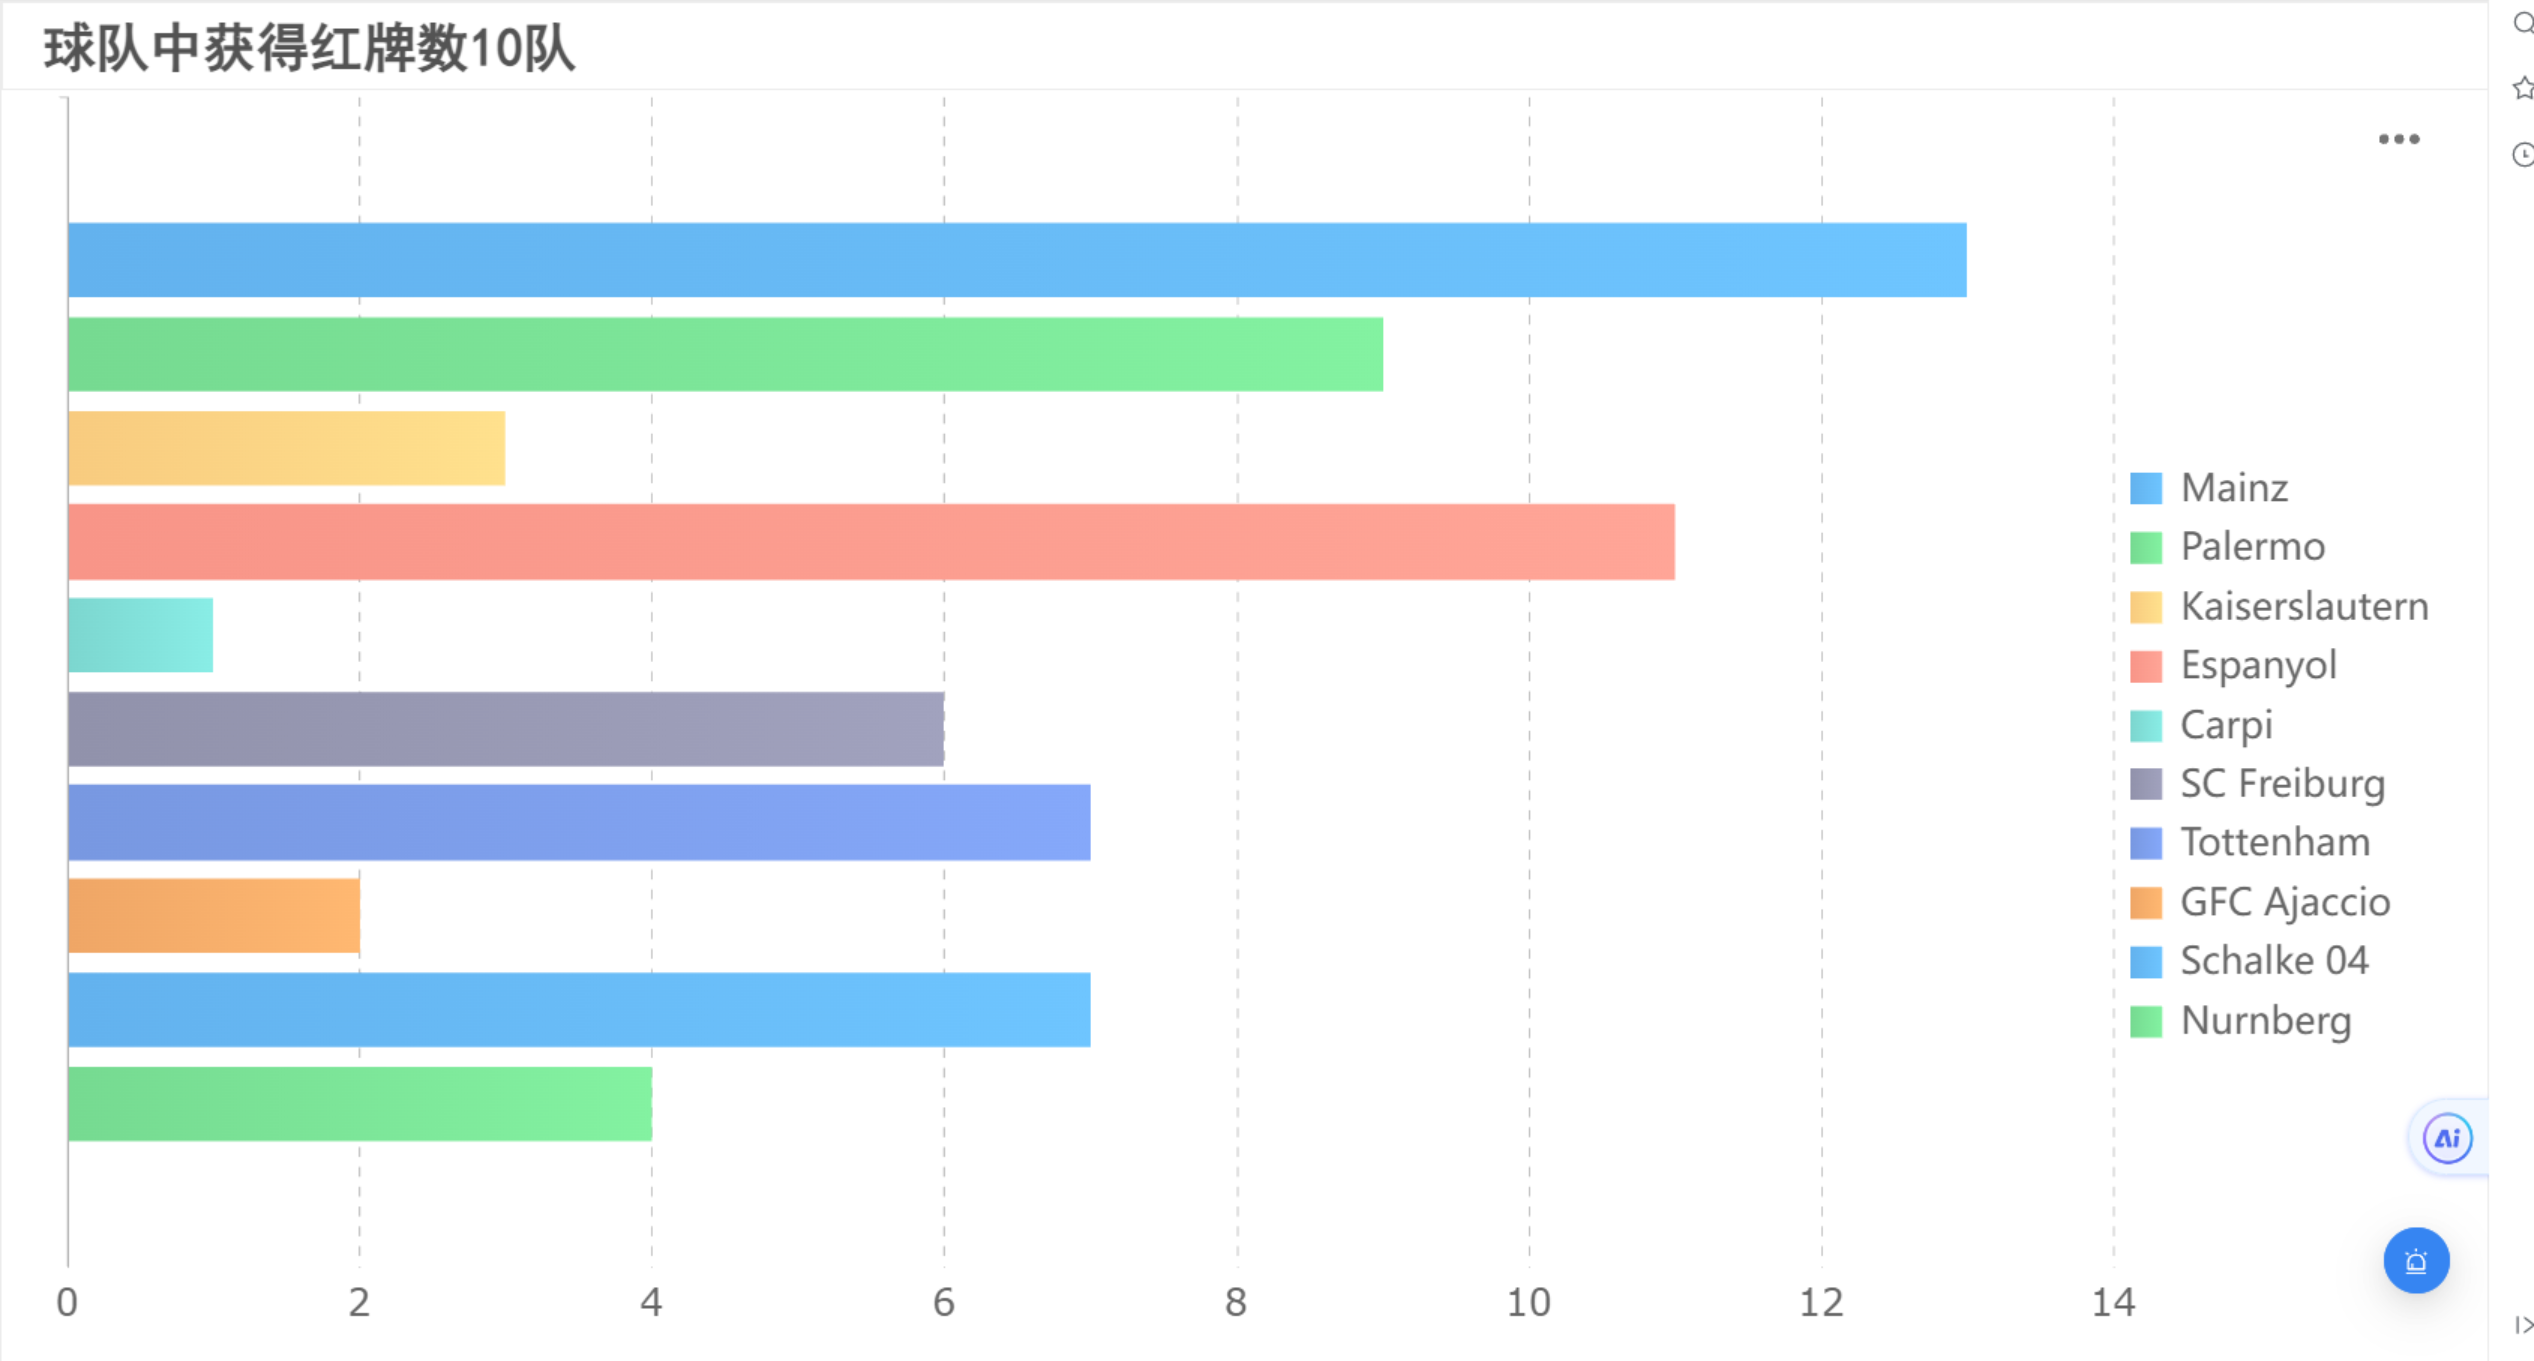 球队中获得红牌数10队
Mainz
Palermo
Kaiserslautern
Espanyol
Carpi
SC Freiburg
Tottenham
GFC Ajaccio
Schalke 04
Nurnberg
Ai
0 2 4 6 8 10 12 14